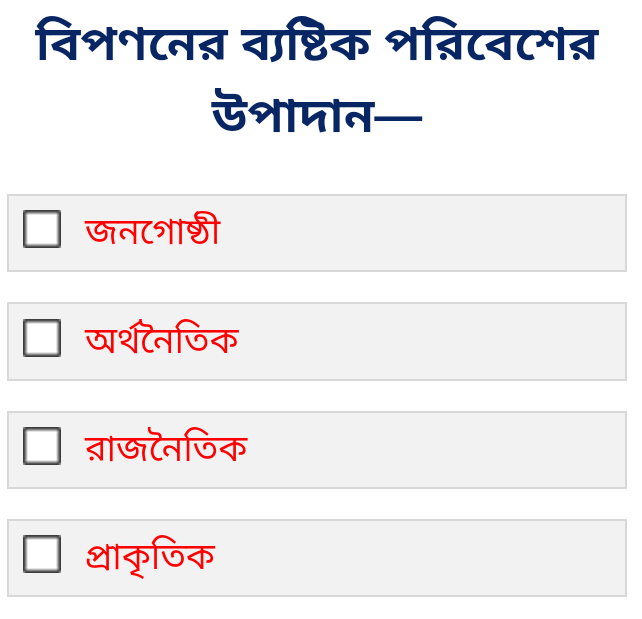 বিপণনের ব্যষ্টিক পরিবেশের
উপাদান—
জনগোষ্ঠী
অর্থনৈতিক
রাজনৈতিক
প্রাকৃতিক